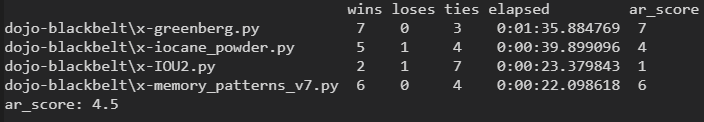 wins loses ties elapsed ar_score
dojo-blackbelt\x-greenberg.py 7 0 3 0:01:35.884769 7
dojo-blackbelt\x-iocane_powder.py 5 1 4 0:00:39.899096 4
dojo-blackbelt\x-IOU2.py 2 1 7 0:00:23.379843 1
dojo-blackbelt\x-memory_patterns_v7.py 6 0 4 0:00:22.098618 6
ar_score: 4.5